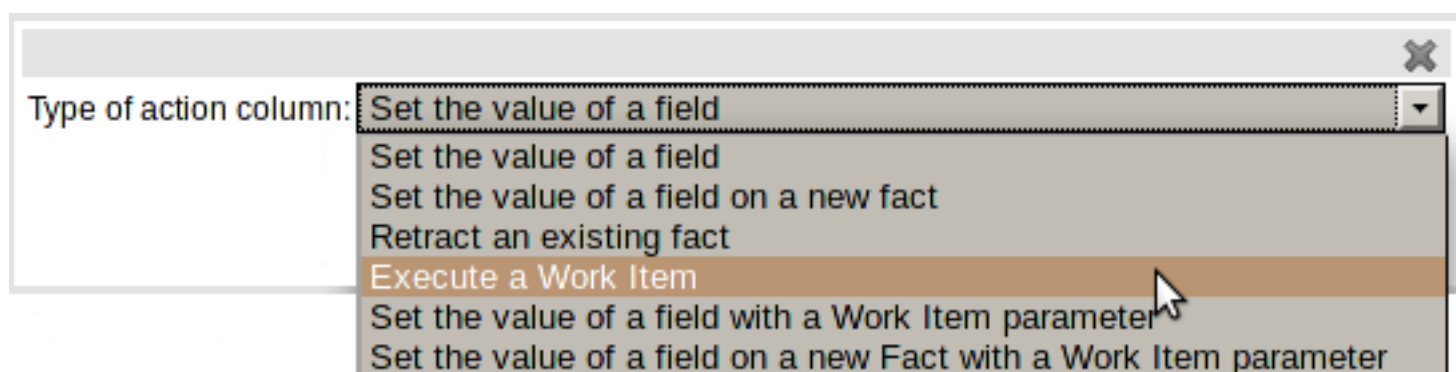 Type of action column: Set the value of a field
Set the value of a field
Set the value of a field on a new fact
Retract an existing fact
Execute a Work Item
Set the value of a field with a Work Item parameter
Set the value of a field on a new Fact with a Work Item parameter